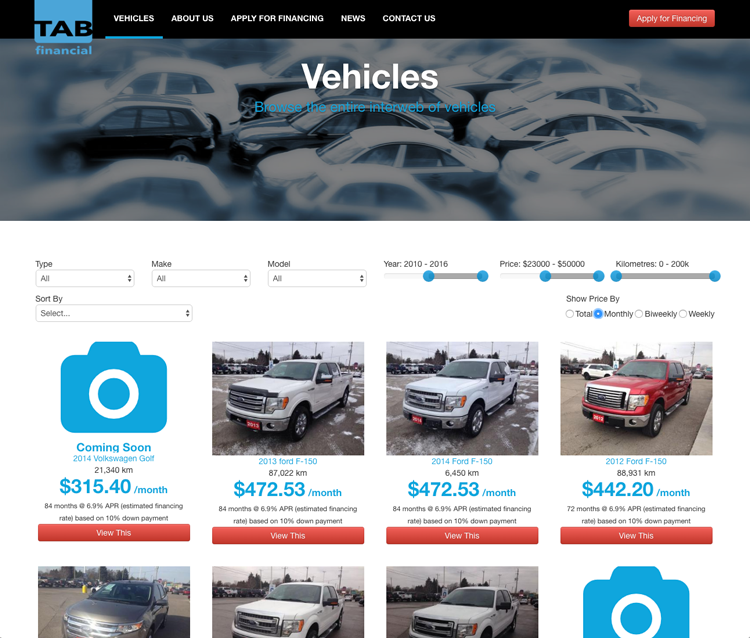 TAB
financial
VEHICLES
ABOUT US
APPLY FOR FINANCING
NEWS
CONTACT US
Apply for Financing
Vehicles
Browse the entire interweb of vehicles
Type
All
Make
All
Model
All
Year: 2010 - 2016
Price: $23000 - $50000
Kilometres: 0 - 200k
Sort By
Select...
Show Price By
Total Monthly Biweekly Weekly
Coming Soon
2014 Volkswagen Golf
21,340 km
$315.40 /month
84 months @ 6.9% APR (estimated financing
rate) based on 10% down payment
View This
2013
2013 ford F-150
87,022 km
$472.53 /month
84 months @ 6.9% APR (estimated financing
rate) based on 10% down payment
View This
2014 Ford F-150
6,450 km
$472.53 /month
84 months @ 6.9% APR (estimated financing
rate) based on 10% down payment
View This
2012 Ford F-150
88,931 km
$442.20 /month
72 months @ 6.9% APR (estimated financing
rate) based on 10% down payment
View This